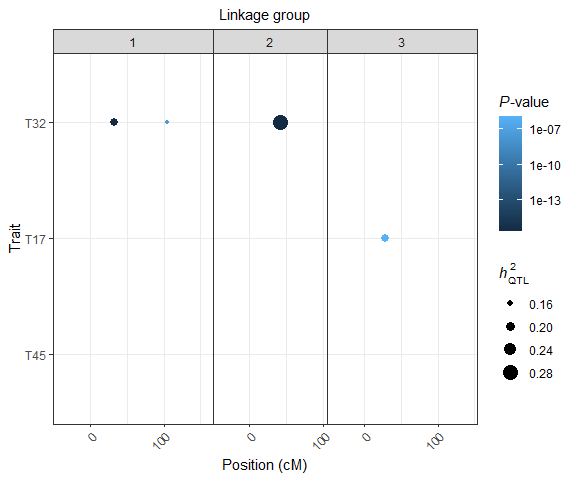 Linkage group
1 2 3
T32
T17
T45
Trait
0 100 0 100 0 100
Position (cM)
P-value
1e-07
1e-10
1e-13
h²QTL
0.16
0.20
0.24
0.28